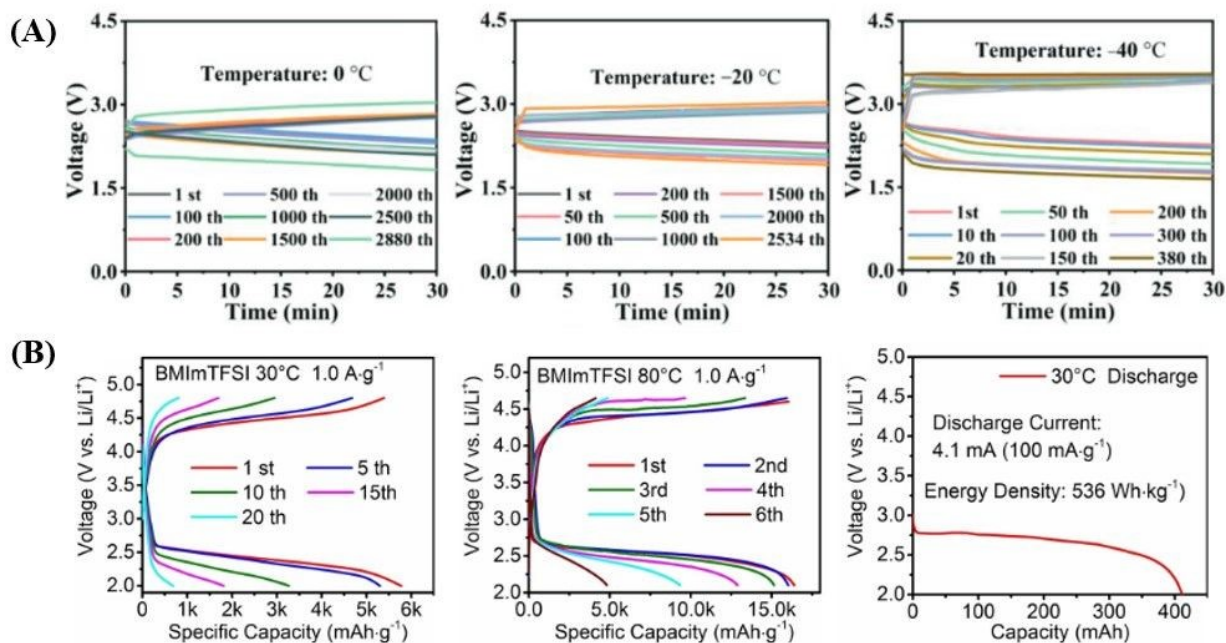 (A)
4.5
3.0
1.5
0.0
Voltage (V)
Temperature: 0 °C
1 st 500 th 2000 th
100 th 1000 th 2500 th
200 th 1500 th 2880 th
0 5 10 15 20 25 30
Time (min)
4.5
3.0
1.5
0.0
Voltage (V)
Temperature: –20 °C
1 st 200 th 1500 th
50 th 500 th 2000 th
100 th 1000 th 2534 th
0 5 10 15 20 25 30
Time (min)
4.5
3.0
1.5
0.0
Voltage (V)
Temperature: –40 °C
1st 50 th 200 th
10 th 100 th 300 th
20 th 150 th 380 th
0 5 10 15 20 25 30
Time (min)
(B)
5.0
4.5
4.0
3.5
3.0
2.5
2.0
Voltage (V vs. Li/Li⁺)
BMImTFSI 30°C 1.0 A·g⁻¹
1 st 5 th
10 th 15th
20 th
0 1k 2k 3k 4k 5k 6k
Specific Capacity (mAh·g⁻¹)
5.0
4.5
4.0
3.5
3.0
2.5
2.0
Voltage (V vs. Li/Li⁺)
BMImTFSI 80°C 1.0 A·g⁻¹
1st 2nd
3rd 4th
5th 6th
0.0 5.0k 10.0k 15.0k
Specific Capacity (mAh·g⁻¹)
5.0
4.5
4.0
3.5
3.0
2.5
2.0
Voltage (V vs. Li/Li⁺)
30°C Discharge
Discharge Current:
4.1 mA (100 mA·g⁻¹)
Energy Density: 536 Wh·kg⁻¹)
0 100 200 300 400
Capacity (mAh)